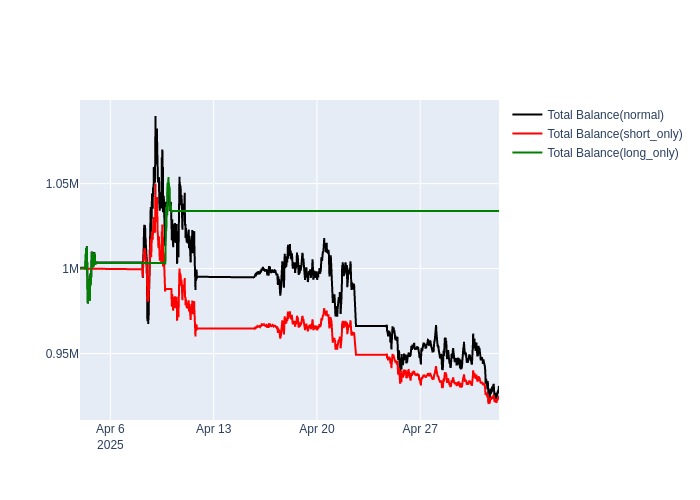 Total Balance(normal)
Total Balance(short_only)
Total Balance(long_only)
1.05M
1M
0.95M
Apr 6
2025
Apr 13
Apr 20
Apr 27